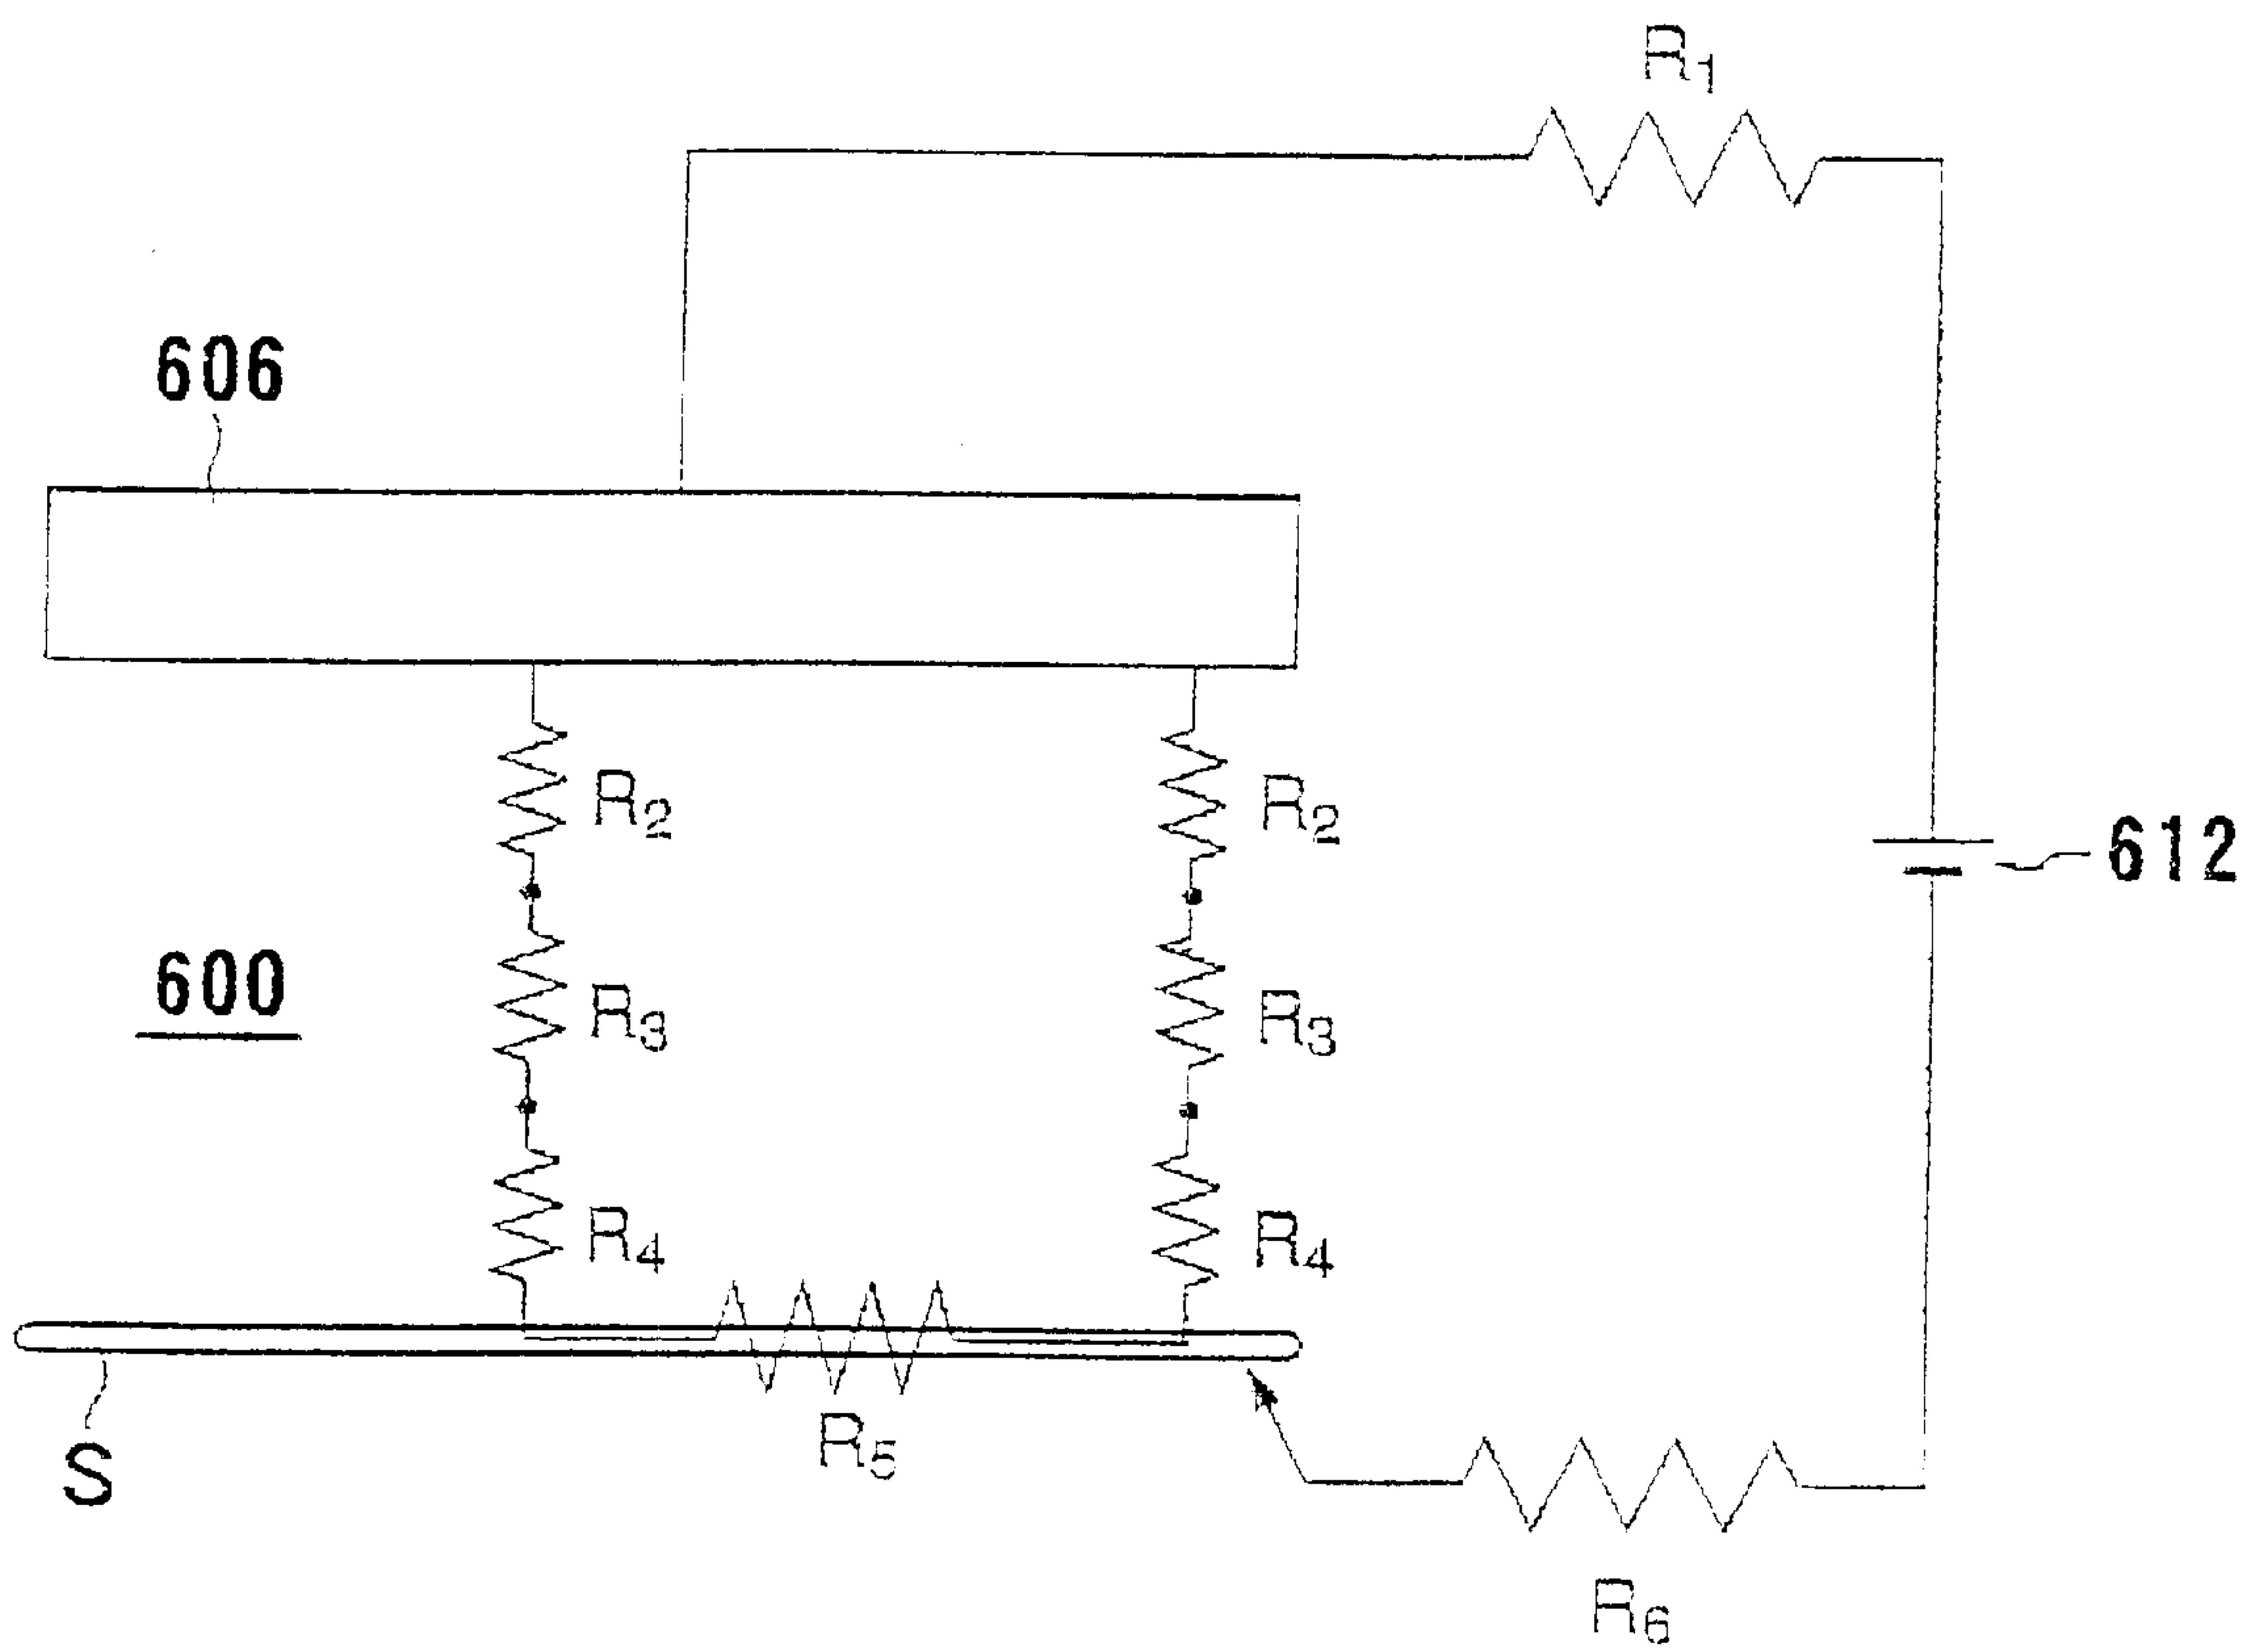 R₁
606
R₂ R₂
612
600
R₃ R₃
R₄ R₄
R₅
S
R₆